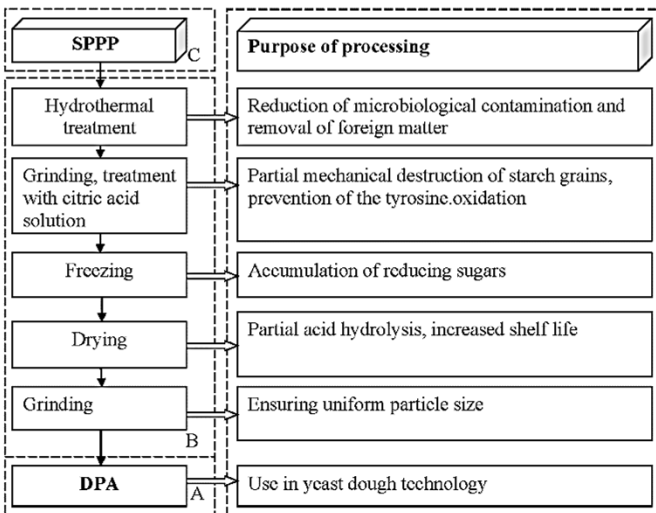 SPPP
C
Purpose of processing
Hydrothermal
treatment
Reduction of microbiological contamination and
removal of foreign matter
Grinding, treatment
with citric acid
solution
Partial mechanical destruction of starch grains,
prevention of the tyrosine.oxidation
Freezing
Accumulation of reducing sugars
Drying
Partial acid hydrolysis, increased shelf life
Grinding
Ensuring uniform particle size
B
DPA
A
Use in yeast dough technology